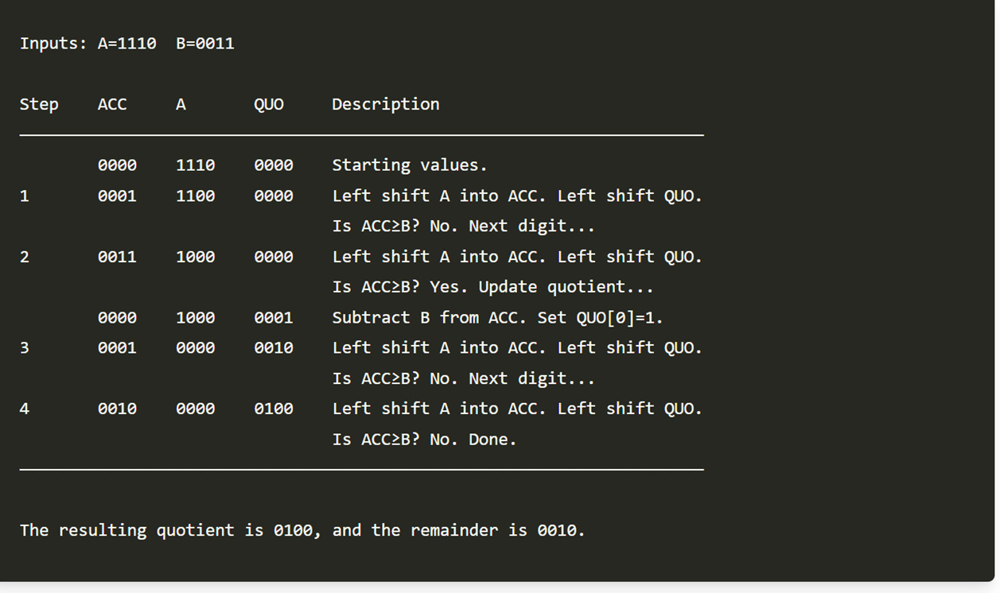 Inputs: A=1110  B=0011
Step    ACC     A       QUO     Description
        0000    1110    0000    Starting values.
1       0001    1100    0000    Left shift A into ACC. Left shift QUO.
                                Is ACC≥B? No. Next digit...
2       0011    1000    0000    Left shift A into ACC. Left shift QUO.
                                Is ACC≥B? Yes. Update quotient...
        0000    1000    0001    Subtract B from ACC. Set QUO[0]=1.
3       0001    0000    0010    Left shift A into ACC. Left shift QUO.
                                Is ACC≥B? No. Next digit...
4       0010    0000    0100    Left shift A into ACC. Left shift QUO.
                                Is ACC≥B? No. Done.
The resulting quotient is 0100, and the remainder is 0010.